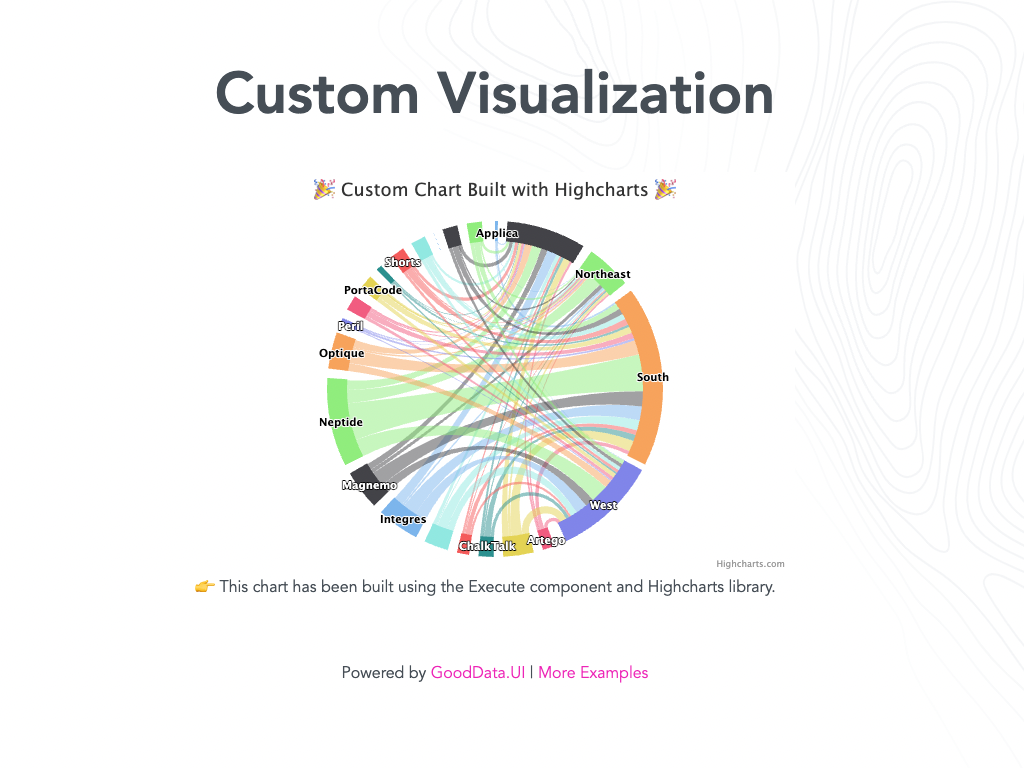 Custom Visualization
🎉 Custom Chart Built with Highcharts 🎉
Applica
Shorts
Northeast
PortaCode
Peril
Optique
South
Neptide
Magnemo
West
Integres
Artego
ChalkTalk
Highcharts.com
👉 This chart has been built using the Execute component and Highcharts library.
Powered by GoodData.UI | More Examples